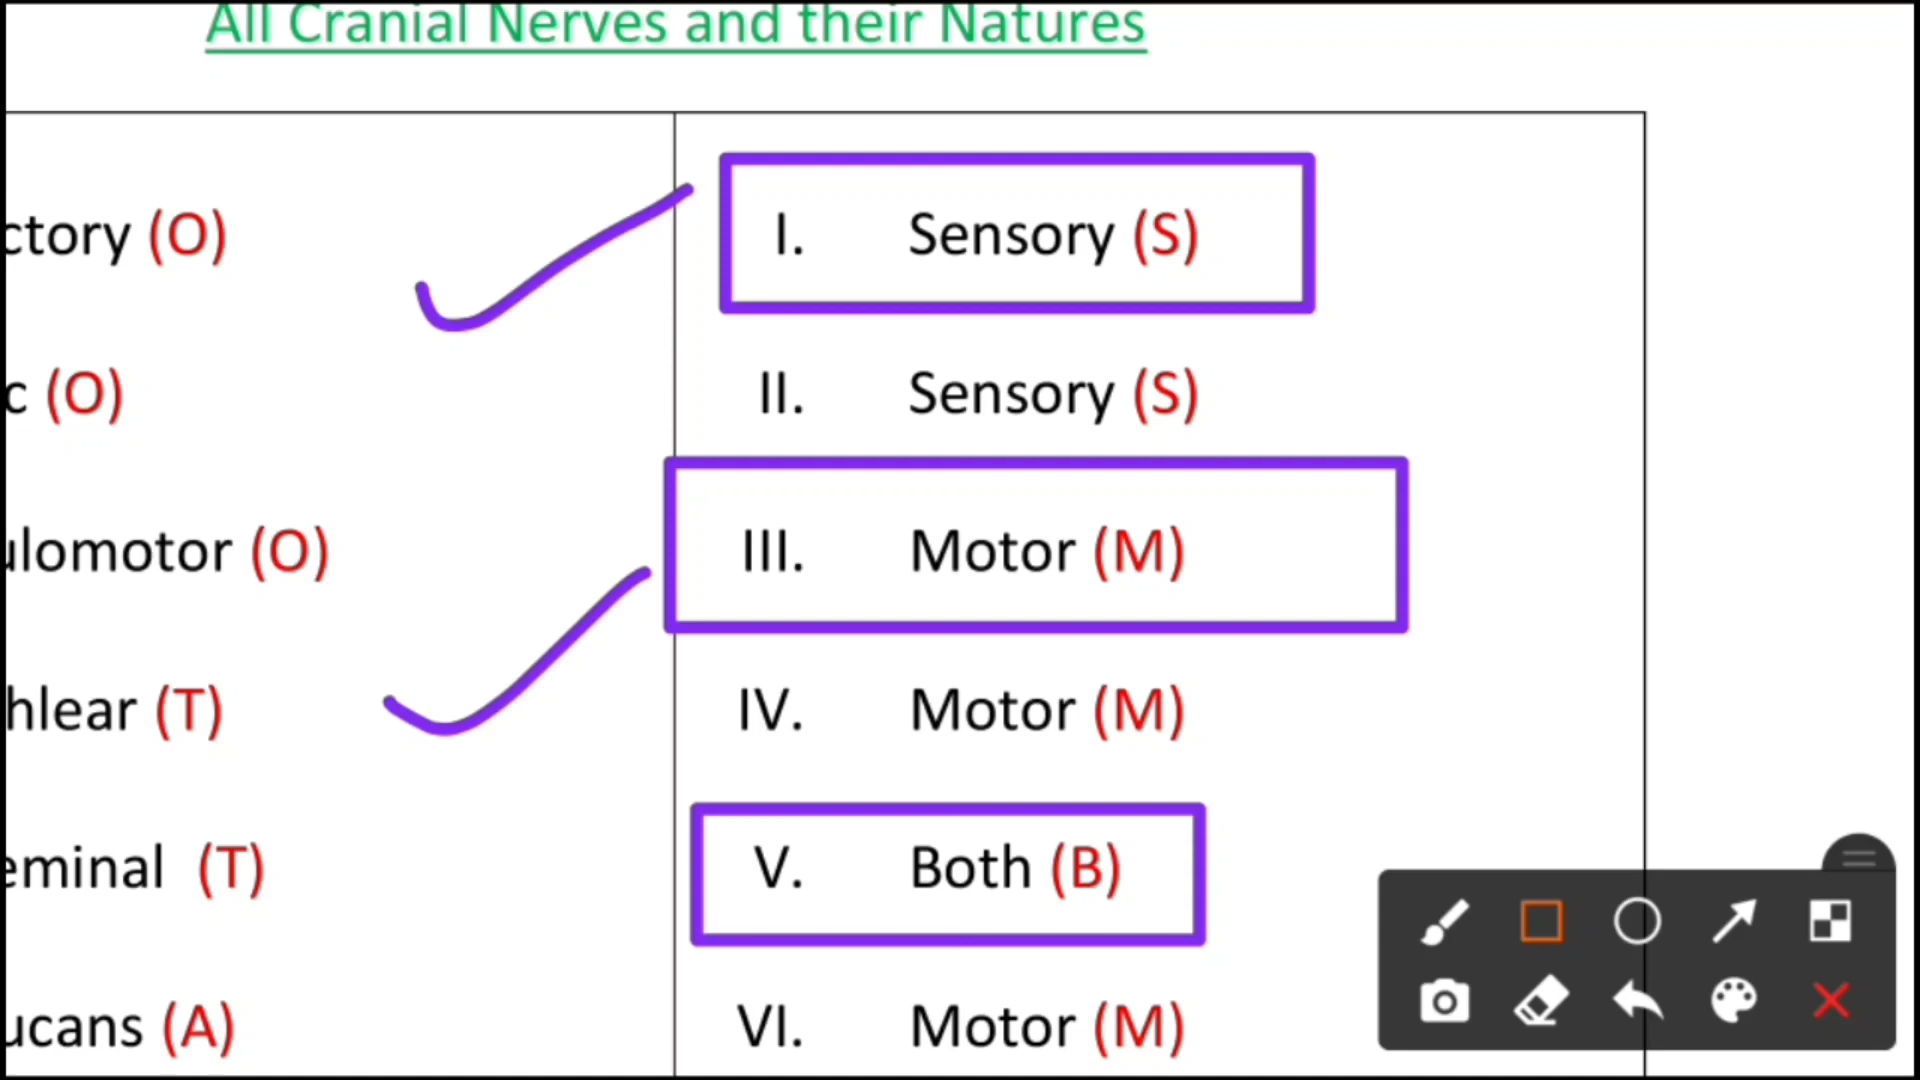 All Cranial Nerves and their Natures
ctory (O) I. Sensory (S)
c (O) II. Sensory (S)
ulomotor (O) III. Motor (M)
hlear (T) IV. Motor (M)
eminal (T) V. Both (B)
ucans (A) VI. Motor (M)